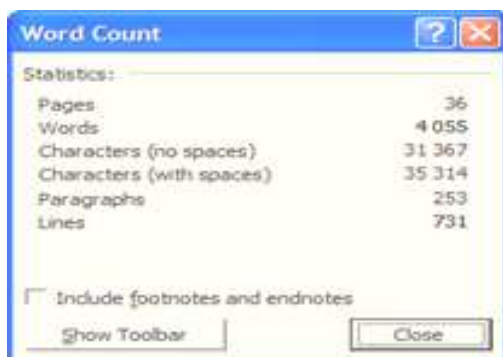 Word Count
Statistics:
Pages 36
Words 4 055
Characters (no spaces) 31 367
Characters (with spaces) 35 314
Paragraphs 253
Lines 731
Include footnotes and endnotes
Show Toolbar Close